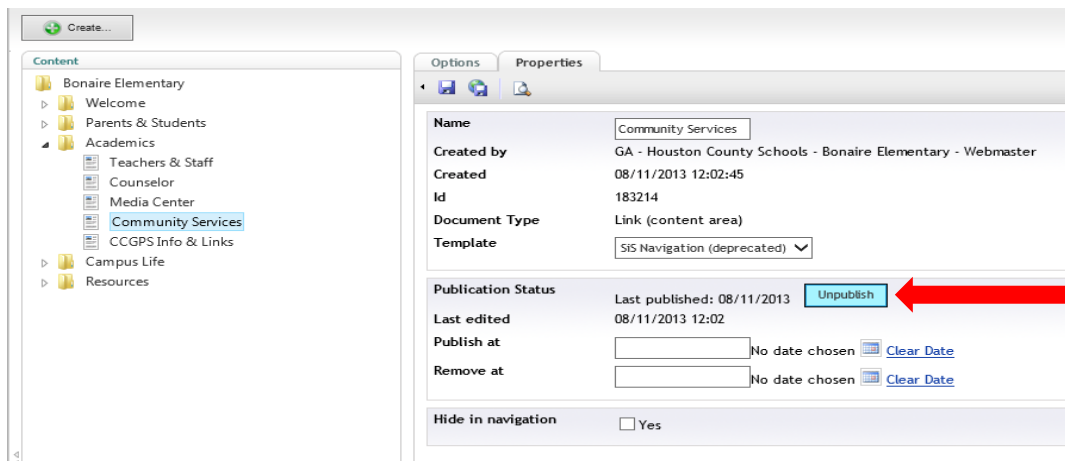 Create...
Content
Bonaire Elementary
Welcome
Parents & Students
Academics
Teachers & Staff
Counselor
Media Center
Community Services
CCGPS Info & Links
Campus Life
Resources
Options Properties
Name Community Services
Created by GA - Houston County Schools - Bonaire Elementary - Webmaster
Created 08/11/2013 12:02:45
Id 183214
Document Type Link (content area)
Template SiS Navigation (deprecated)
Publication Status Last published: 08/11/2013 Unpublish
Last edited 08/11/2013 12:02
Publish at No date chosen Clear Date
Remove at No date chosen Clear Date
Hide in navigation Yes